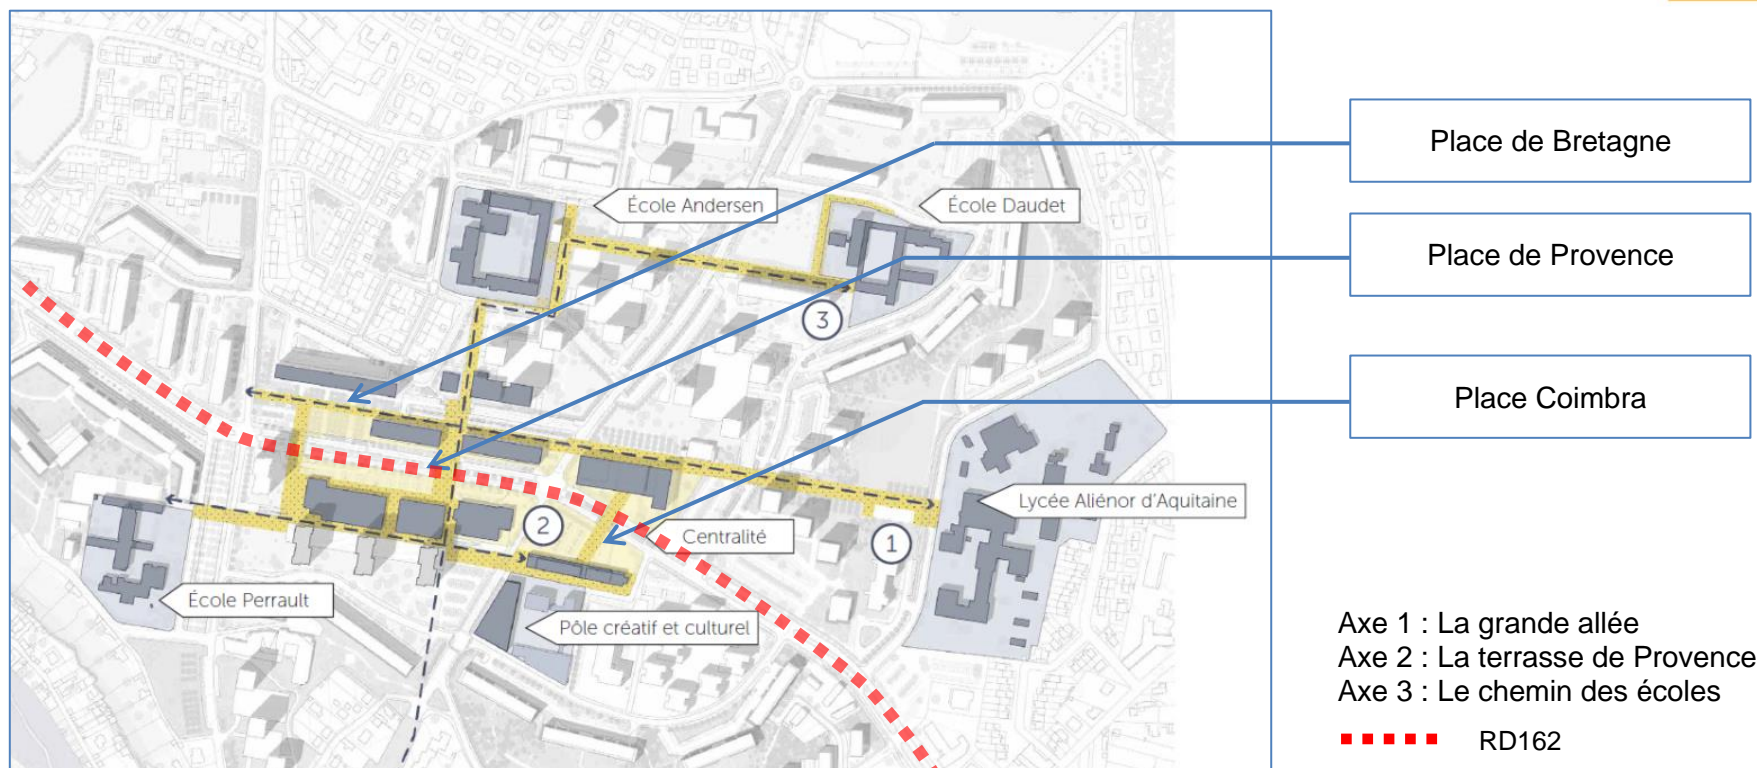 Place de Bretagne
École Andersen
École Daudet
Place de Provence
3
Place Coimbra
Lycée Aliénor d'Aquitaine
2
Centralité
1
École Perrault
Pôle créatif et culturel
Axe 1 : La grande allée
Axe 2 : La terrasse de Provence
Axe 3 : Le chemin des écoles
RD162